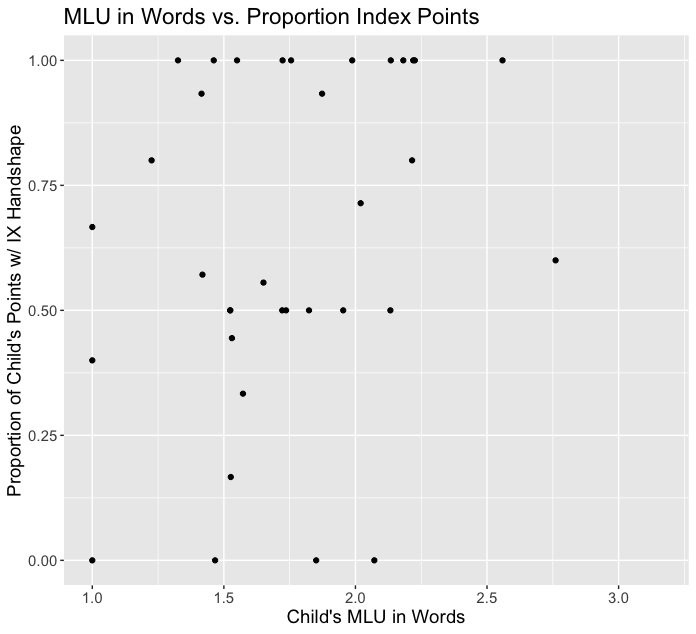 MLU in Words vs. Proportion Index Points
Proportion of Child's Points w/ IX Handshape
1.00
0.75
0.50
0.25
0.00
1.0 1.5 2.0 2.5 3.0
Child's MLU in Words